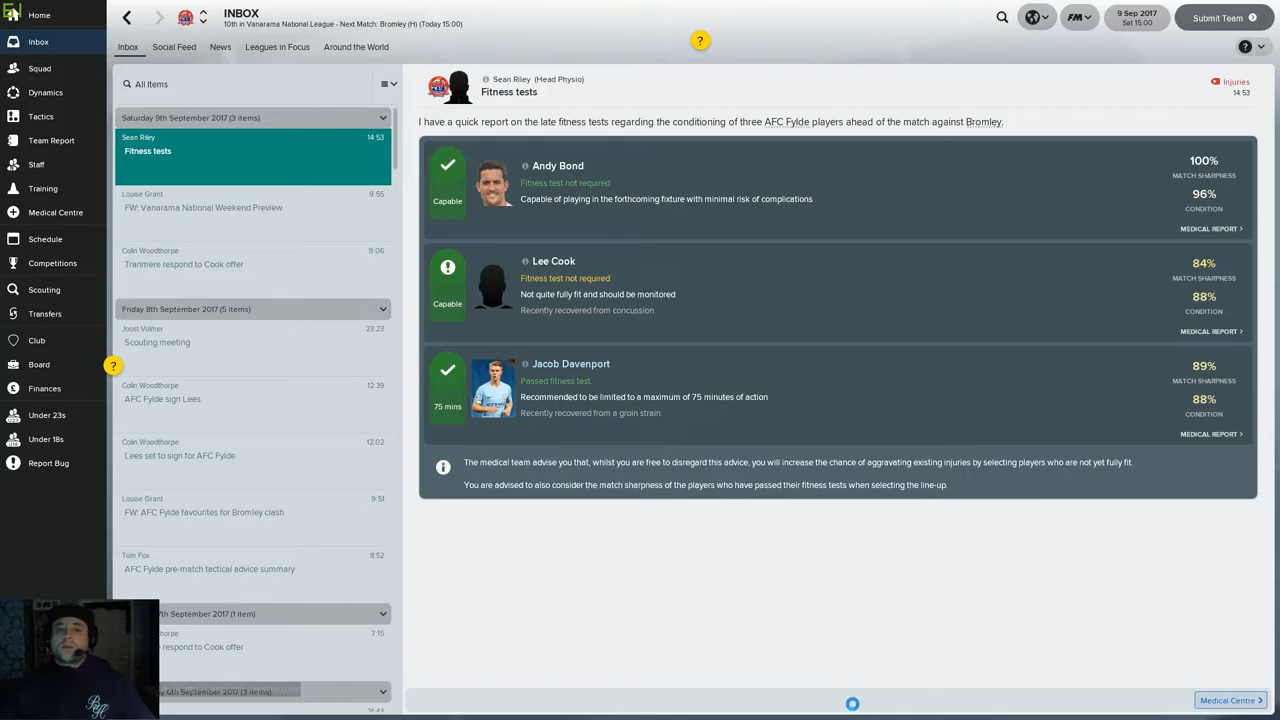 EN
Home
Inbox
Squad
Dynamics
Tactics
Team Report
Staff
Training
Medical Centre
Schedule
Competitions
Scouting
Transfers
Club
Board
Finances
Under 23s
Under 18s
Report Bug
INBOX
10th in Vanarama National League - Next Match: Bromley (H) (Today 15:00)
FM
9 Sep 2017
Sat 15:00
Submit Team
Inbox
Social Feed
News
Leagues in Focus
Around the World
?
?
?
All Items
Saturday 9th September 2017 (3 items)
Sean Riley 14:53
Fitness tests
Louise Grant 9:55
FW: Vanarama National Weekend Preview
Colin Woodthorpe 9:06
Tranmere respond to Cook offer
Friday 8th September 2017 (5 items)
Joost Volmer 23:23
Scouting meeting
Colin Woodthorpe 12:39
AFC Fylde sign Lees
Colin Woodthorpe 12:02
Lees set to sign for AFC Fylde
Louise Grant 9:51
FW: AFC Fylde favourites for Bromley clash
Tom Fox 8:52
AFC Fylde pre-match tactical advice summary
7th September 2017 (1 item)
7:15
respond to Cook offer
6th September 2017 (3 items)
21:43
Sean Riley (Head Physio)
Fitness tests
Injuries
14:53
I have a quick report on the late fitness tests regarding the conditioning of three AFC Fylde players ahead of the match against Bromley.
Capable
Andy Bond
Fitness test not required
Capable of playing in the forthcoming fixture with minimal risk of complications
100%
MATCH SHARPNESS
96%
CONDITION
MEDICAL REPORT >
Capable
Lee Cook
Fitness test not required
Not quite fully fit and should be monitored
Recently recovered from concussion.
84%
MATCH SHARPNESS
88%
CONDITION
MEDICAL REPORT >
75 mins
Jacob Davenport
Passed fitness test
Recommended to be limited to a maximum of 75 minutes of action
Recently recovered from a groin strain.
89%
MATCH SHARPNESS
88%
CONDITION
MEDICAL REPORT >
The medical team advise you that, whilst you are free to disregard this advice, you will increase the chance of aggravating existing injuries by selecting players who are not yet fully fit.
You are advised to also consider the match sharpness of the players who have passed their fitness tests when selecting the line-up.
Medical Centre >